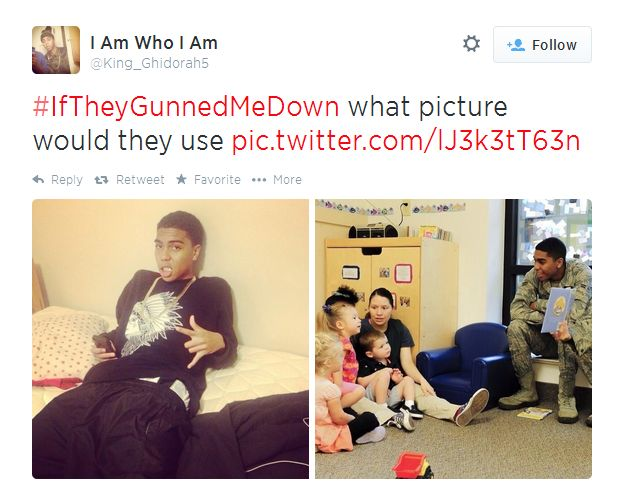 I Am Who I Am
@King_Ghidorah5
Follow
#IfTheyGunnedMeDown what picture
would they use pic.twitter.com/lJ3k3tT63n
Reply Retweet Favorite More